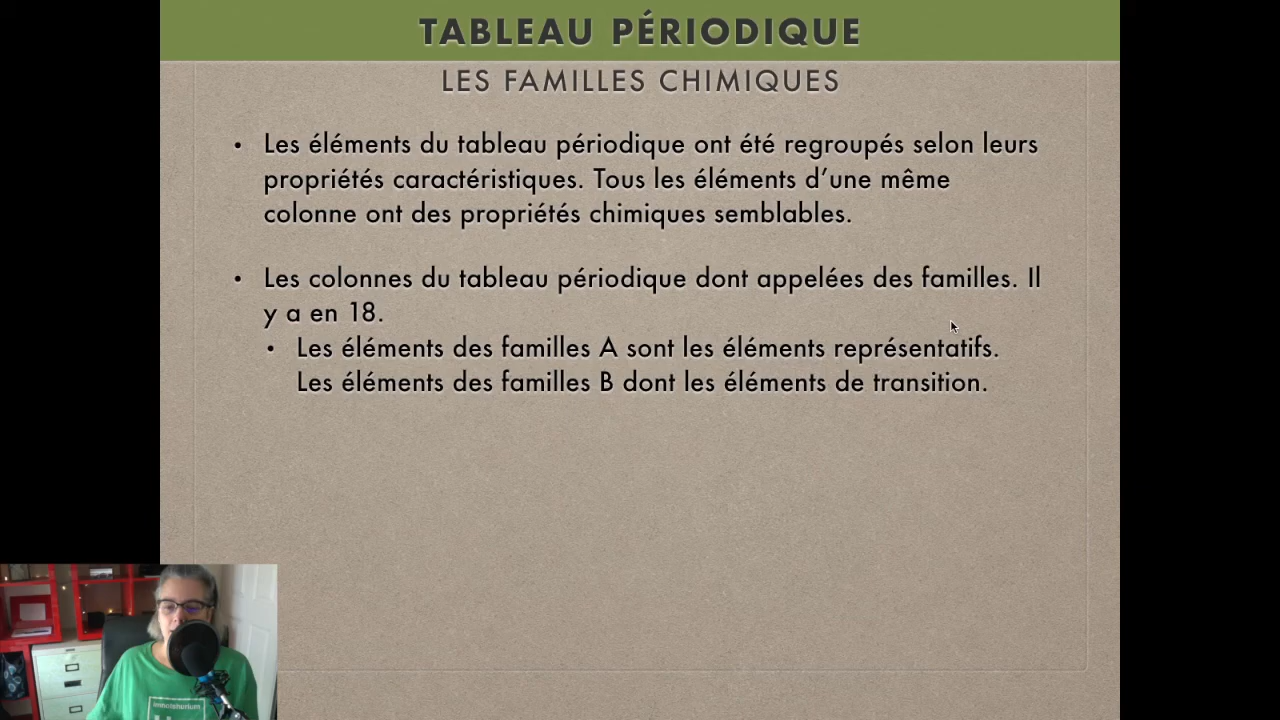 TABLEAU PÉRIODIQUE
LES FAMILLES CHIMIQUES
• Les éléments du tableau périodique ont été regroupés selon leurs
propriétés caractéristiques. Tous les éléments d’une même
colonne ont des propriétés chimiques semblables.
• Les colonnes du tableau périodique dont appelées des familles. Il
y a en 18.
• Les éléments des familles A sont les éléments représentatifs.
Les éléments des familles B dont les éléments de transition.